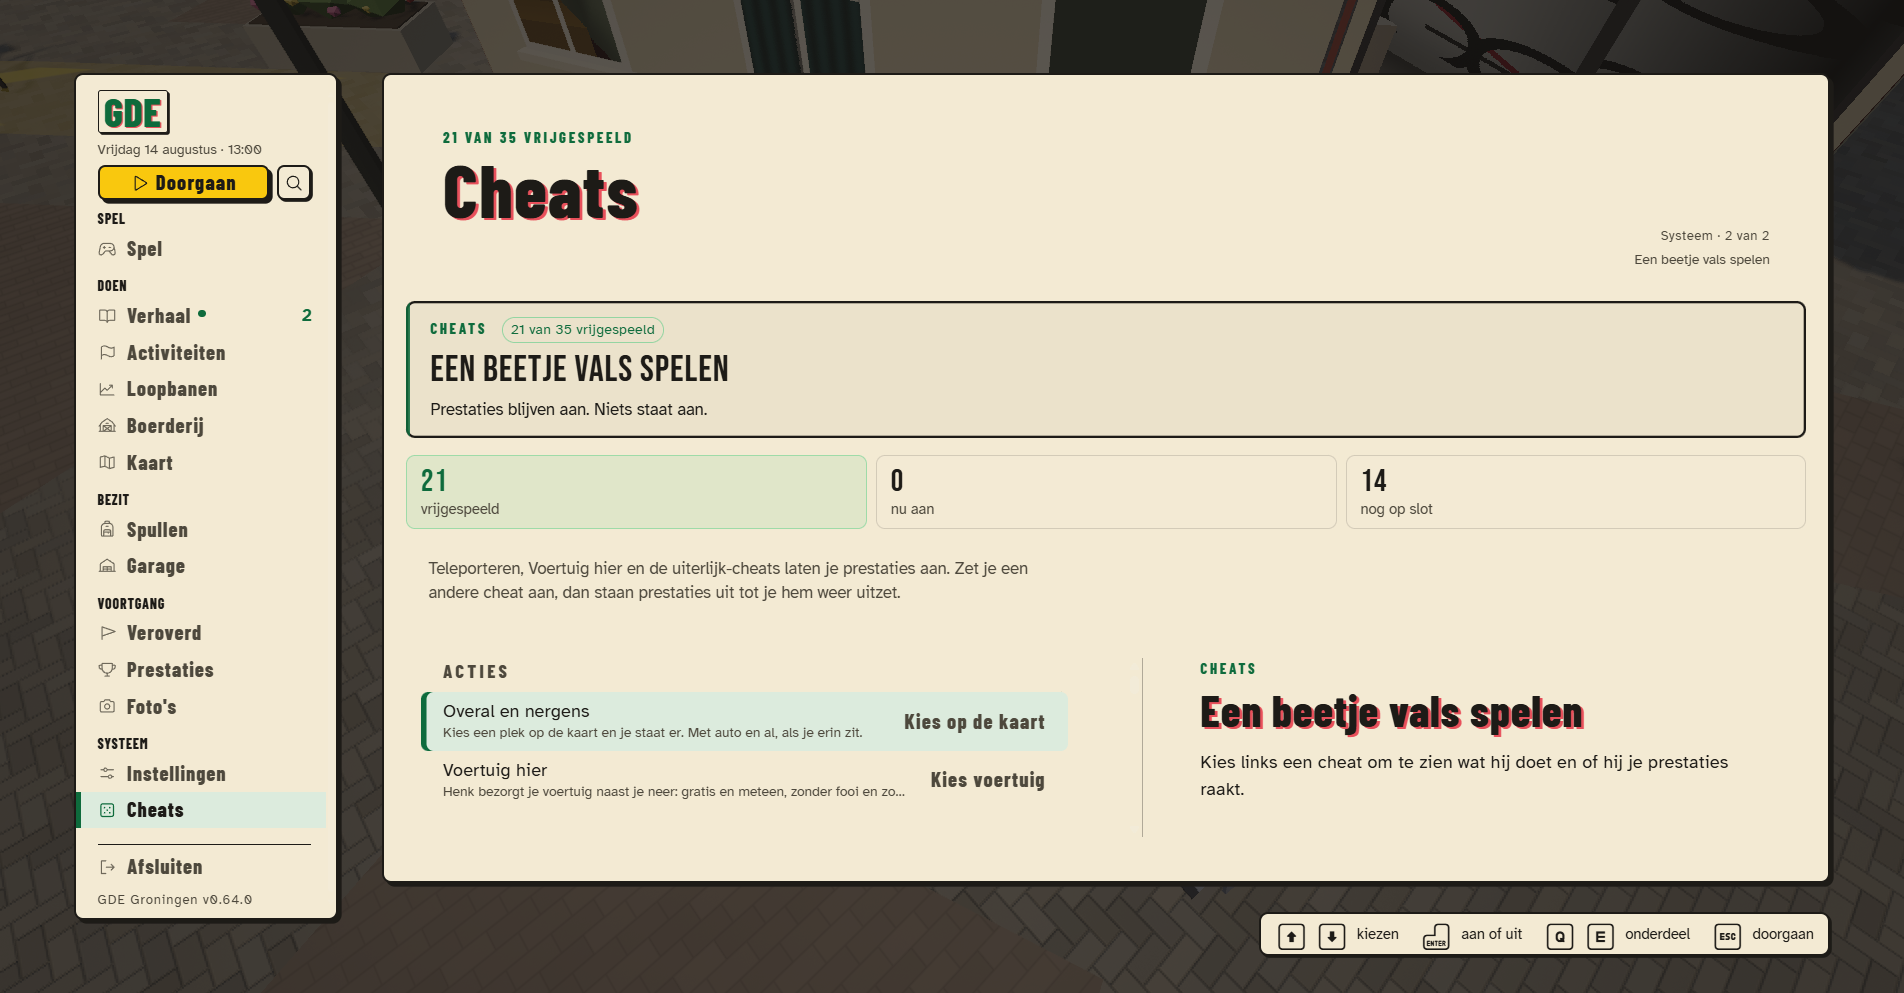 GDE
Vrijdag 14 augustus · 13:00
Doorgaan
SPEL
Spel
DOEN
Verhaal 2
Activiteiten
Loopbanen
Boerderij
Kaart
BEZIT
Spullen
Garage
VOORTGANG
Veroverd
Prestaties
Foto's
SYSTEEM
Instellingen
Cheats
Afsluiten
GDE Groningen v0.64.0
21 VAN 35 VRIJGESPEELD
Cheats
Systeem · 2 van 2
Een beetje vals spelen
CHEATS 21 van 35 vrijgespeeld
EEN BEETJE VALS SPELEN
Prestaties blijven aan. Niets staat aan.
21
vrijgespeeld
0
nu aan
14
nog op slot
Teleporteren, Voertuig hier en de uiterlijk-cheats laten je prestaties aan. Zet je een
andere cheat aan, dan staan prestaties uit tot je hem weer uitzet.
ACTIES
Overal en nergens
Kies een plek op de kaart en je staat er. Met auto en al, als je erin zit.
Kies op de kaart
Voertuig hier
Henk bezorgt je voertuig naast je neer: gratis en meteen, zonder fooi en zo...
Kies voertuig
CHEATS
Een beetje vals spelen
Kies links een cheat om te zien wat hij doet en of hij je prestaties
raakt.
kiezen ENTER aan of uit Q E onderdeel ESC doorgaan